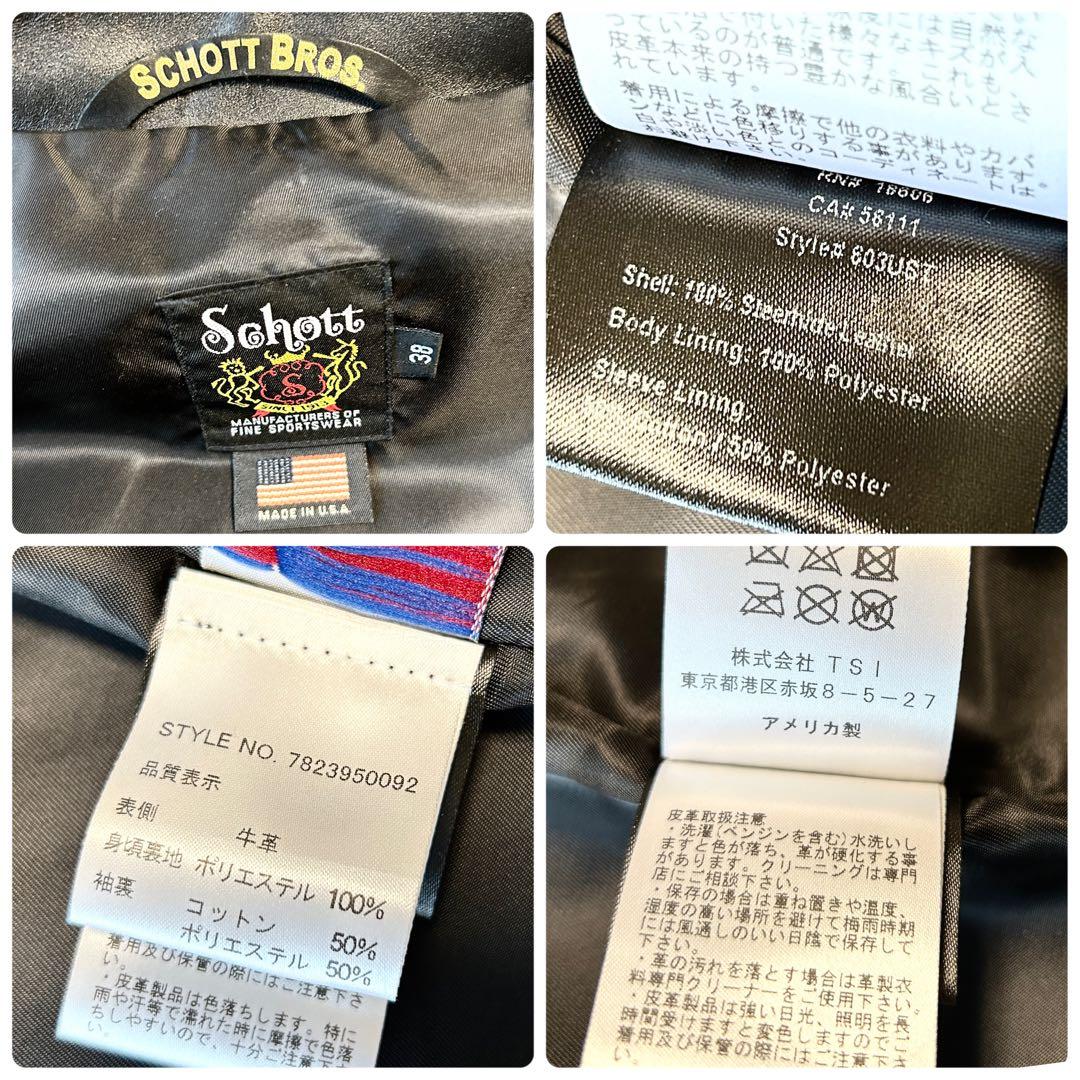 SCHOTT BROS.
Schott
S
SINCE 1913
MANUFACTURERS OF
FINE SPORTSWEAR
38
MADE IN U.S.A
っているのが普通です。これも、
皮革本来の持つ豊かな風合いとさ
れています。
着用による摩擦で他の衣料やカバ
ンなどに色移りする事があります。
白や淡い色とのコーディネートは
お避け下さい。
CA# 56111
Shell: 100% Steerhide Leather
Body Lining: 100% Polyester
Sleeve Lining:
Cotton / 50% Polyester
STYLE NO. 7823950092
品質表示
表側 牛革
身頃裏地 ポリエステル 100%
袖裏 コットン 50%
ポリエステル 50%
着用及び保管の際にはご注意下さ
い。
・皮革製品は色落ちします。特に
雨や汗等で濡れた時に摩擦で色落
ちしやすいので、十分ご注意下
株式会社 TSI
東京都港区赤坂8-5-27
アメリカ製
皮革取扱注意
・洗濯(ベンジンを含む)水洗いし
ますと色が落ち、革が硬化する事
があります。クリーニングは専門
店にご相談下さい。
・保存の場合は重ね置きや温度、
湿度の高い場所を避けて梅雨時期
には風通しのいい日陰で保存して
下さい。
・革の汚れを落とす場合は革製衣
料専門クリーナーをご使用下さい。
・皮革製品は強い日光、照明を長
時間受けますと変色しますのでご
着用及び保管の際にはご注意下さ